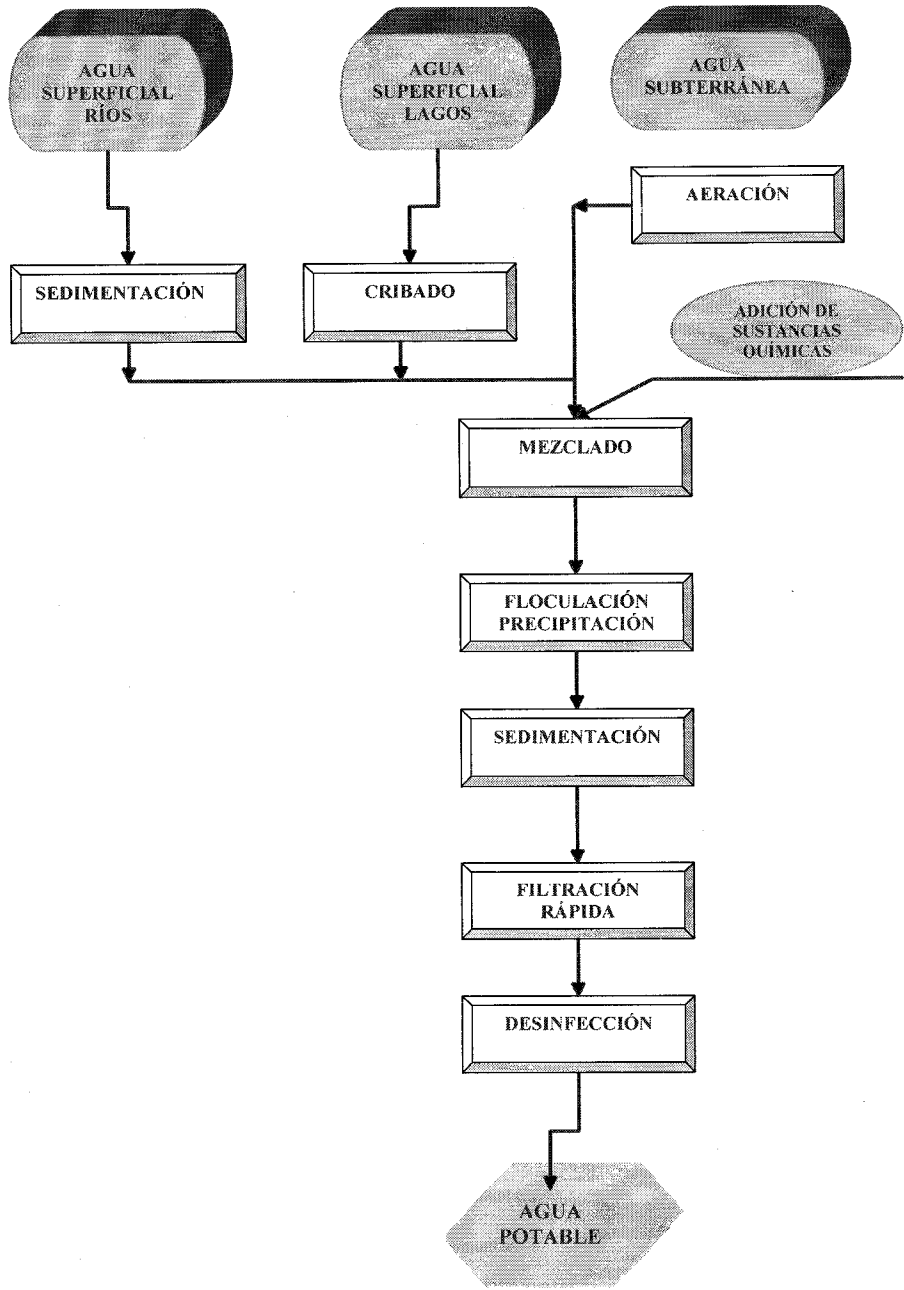 AGUA
SUPERFICIAL
RÍOS
AGUA
SUPERFICIAL
LAGOS
AGUA
SUBTERRÁNEA
AERACIÓN
SEDIMENTACIÓN
CRIBADO
ADICIÓN DE
SUSTANCIAS
QUÍMICAS
MEZCLADO
FLOCULACIÓN
PRECIPITACIÓN
SEDIMENTACIÓN
FILTRACIÓN
RÁPIDA
DESINFECCIÓN
AGUA
POTABLE